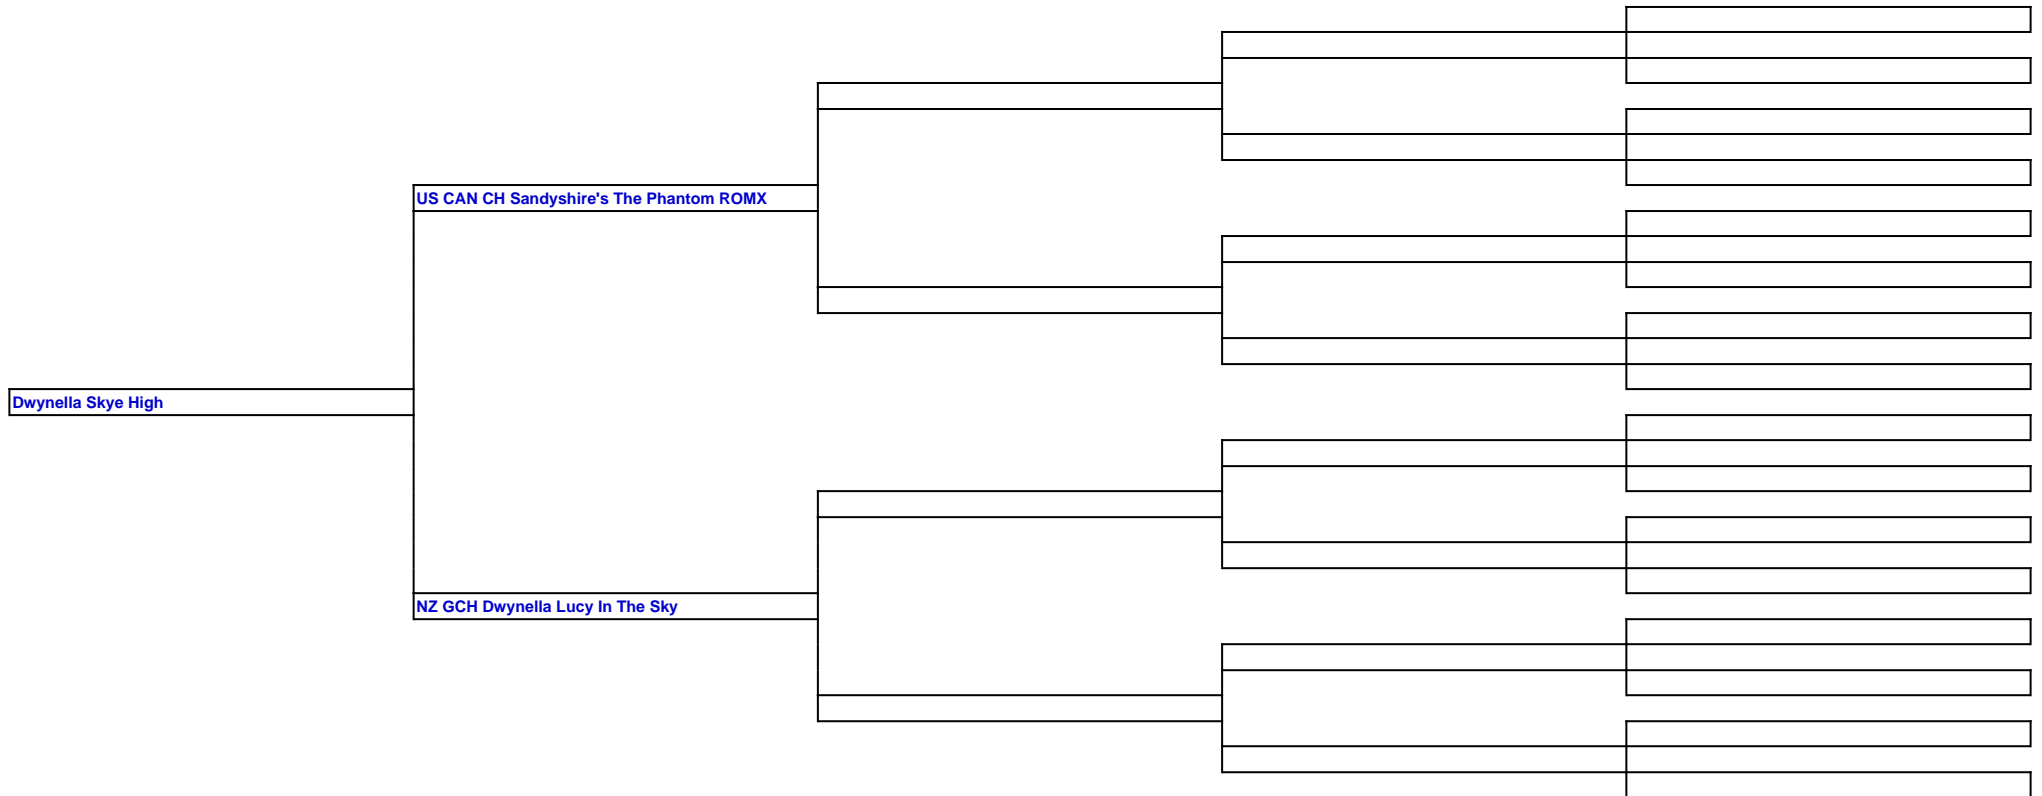 US CAN CH Sandyshire's The Phantom ROMX
Dwynella Skye High
NZ GCH Dwynella Lucy In The Sky